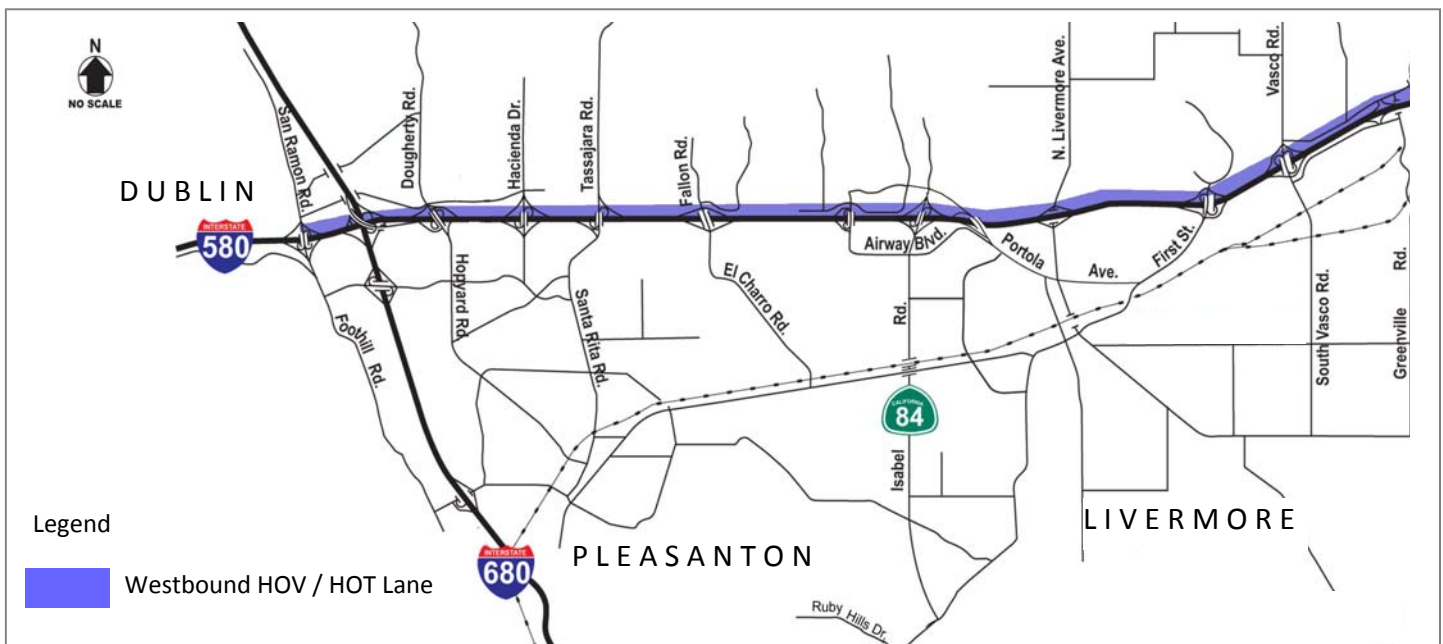 N
NO SCALE
San Ramon Rd.
Dougherty Rd.
Hacienda Dr.
Tassajara Rd.
Fallon Rd.
N. Livermore Ave.
Vasco Rd.
DUBLIN
INTERSTATE
580
Airway Blvd.
Portola
Ave.
First St.
Hopyard Rd
El Charro Rd.
Rd.
Foothill Rd.
Santa Rita Rd.
South Vasco Rd.
Greenville Rd.
CALIFORNIA
84
Isabel
LIVERMORE
Legend
INTERSTATE
680
PLEASANTON
Westbound HOV / HOT Lane
Ruby Hills Dr.